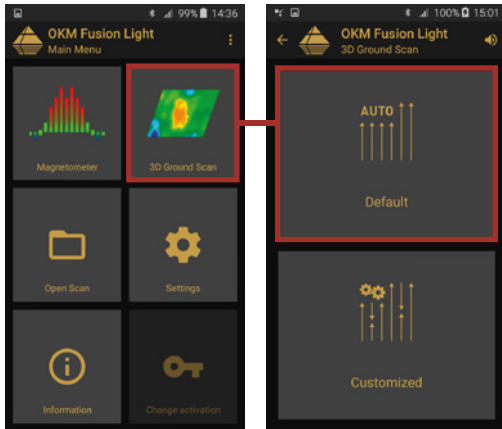 99% 14:36
OKM Fusion Light
Main Menu
Magnetometer
3D Ground Scan
Open Scan
Settings
Information
Change activation
100% 15:01
OKM Fusion Light
3D Ground Scan
AUTO
Default
Customized